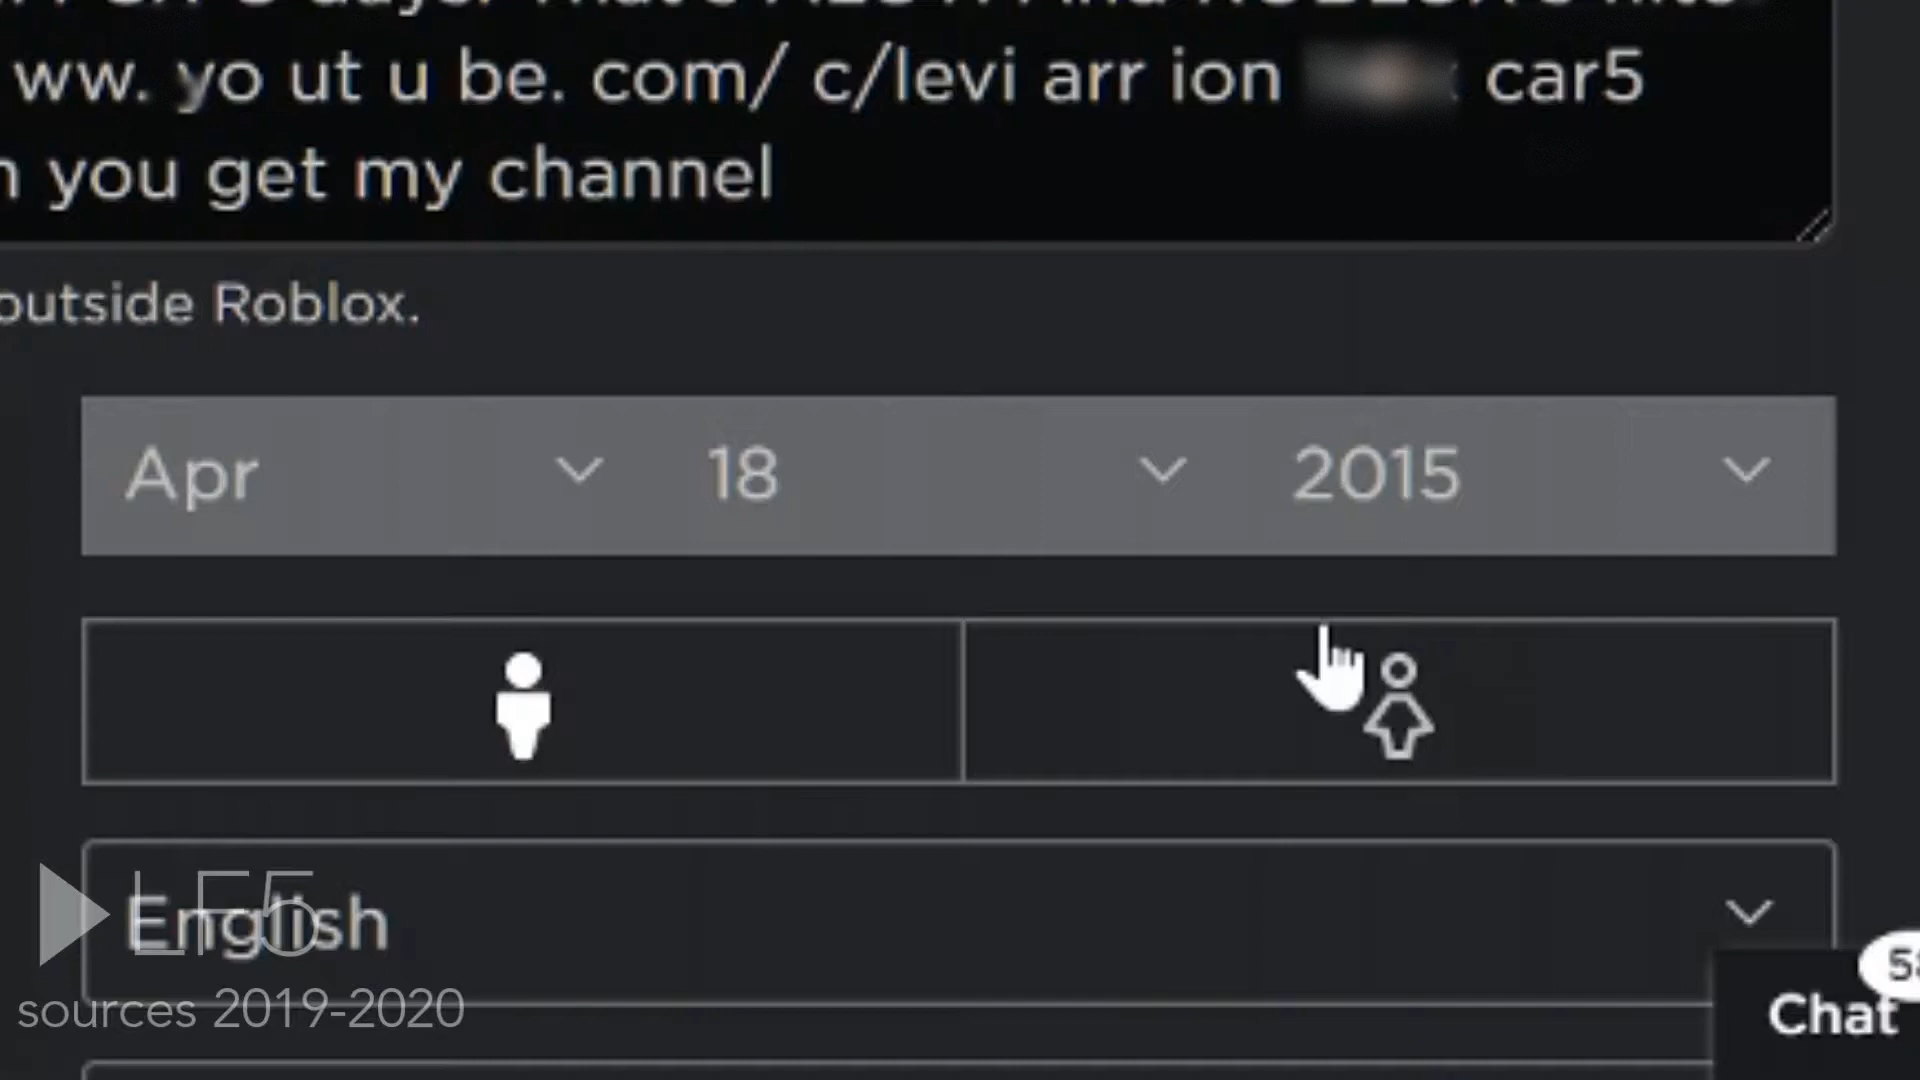 ww. yo ut u be. com/ c/levi arr ion car5
you get my channel
outside Roblox.
Apr 18 2015
English
LF5
sources 2019-2020
Chat